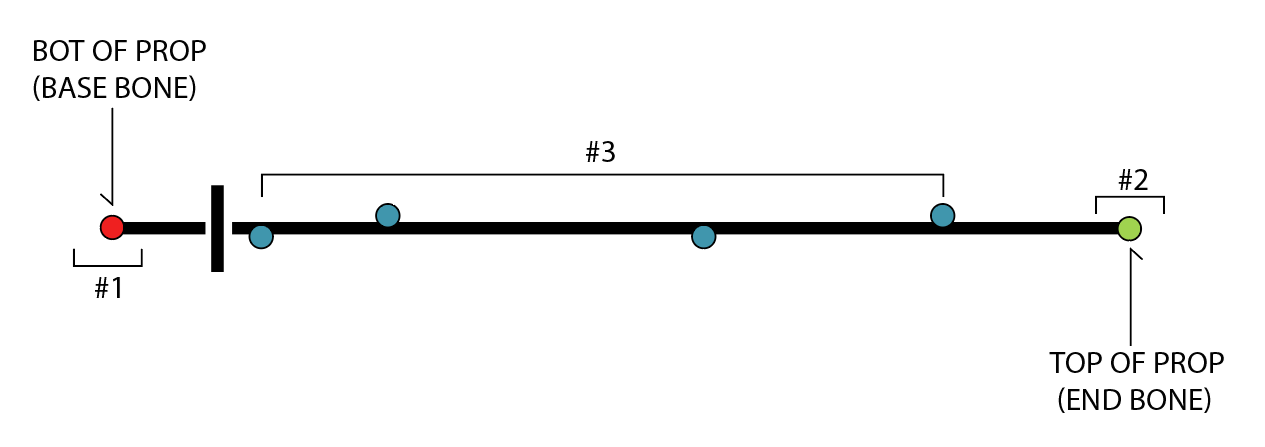 BOT OF PROP
(BASE BONE)
#3
#2
#1
TOP OF PROP
(END BONE)